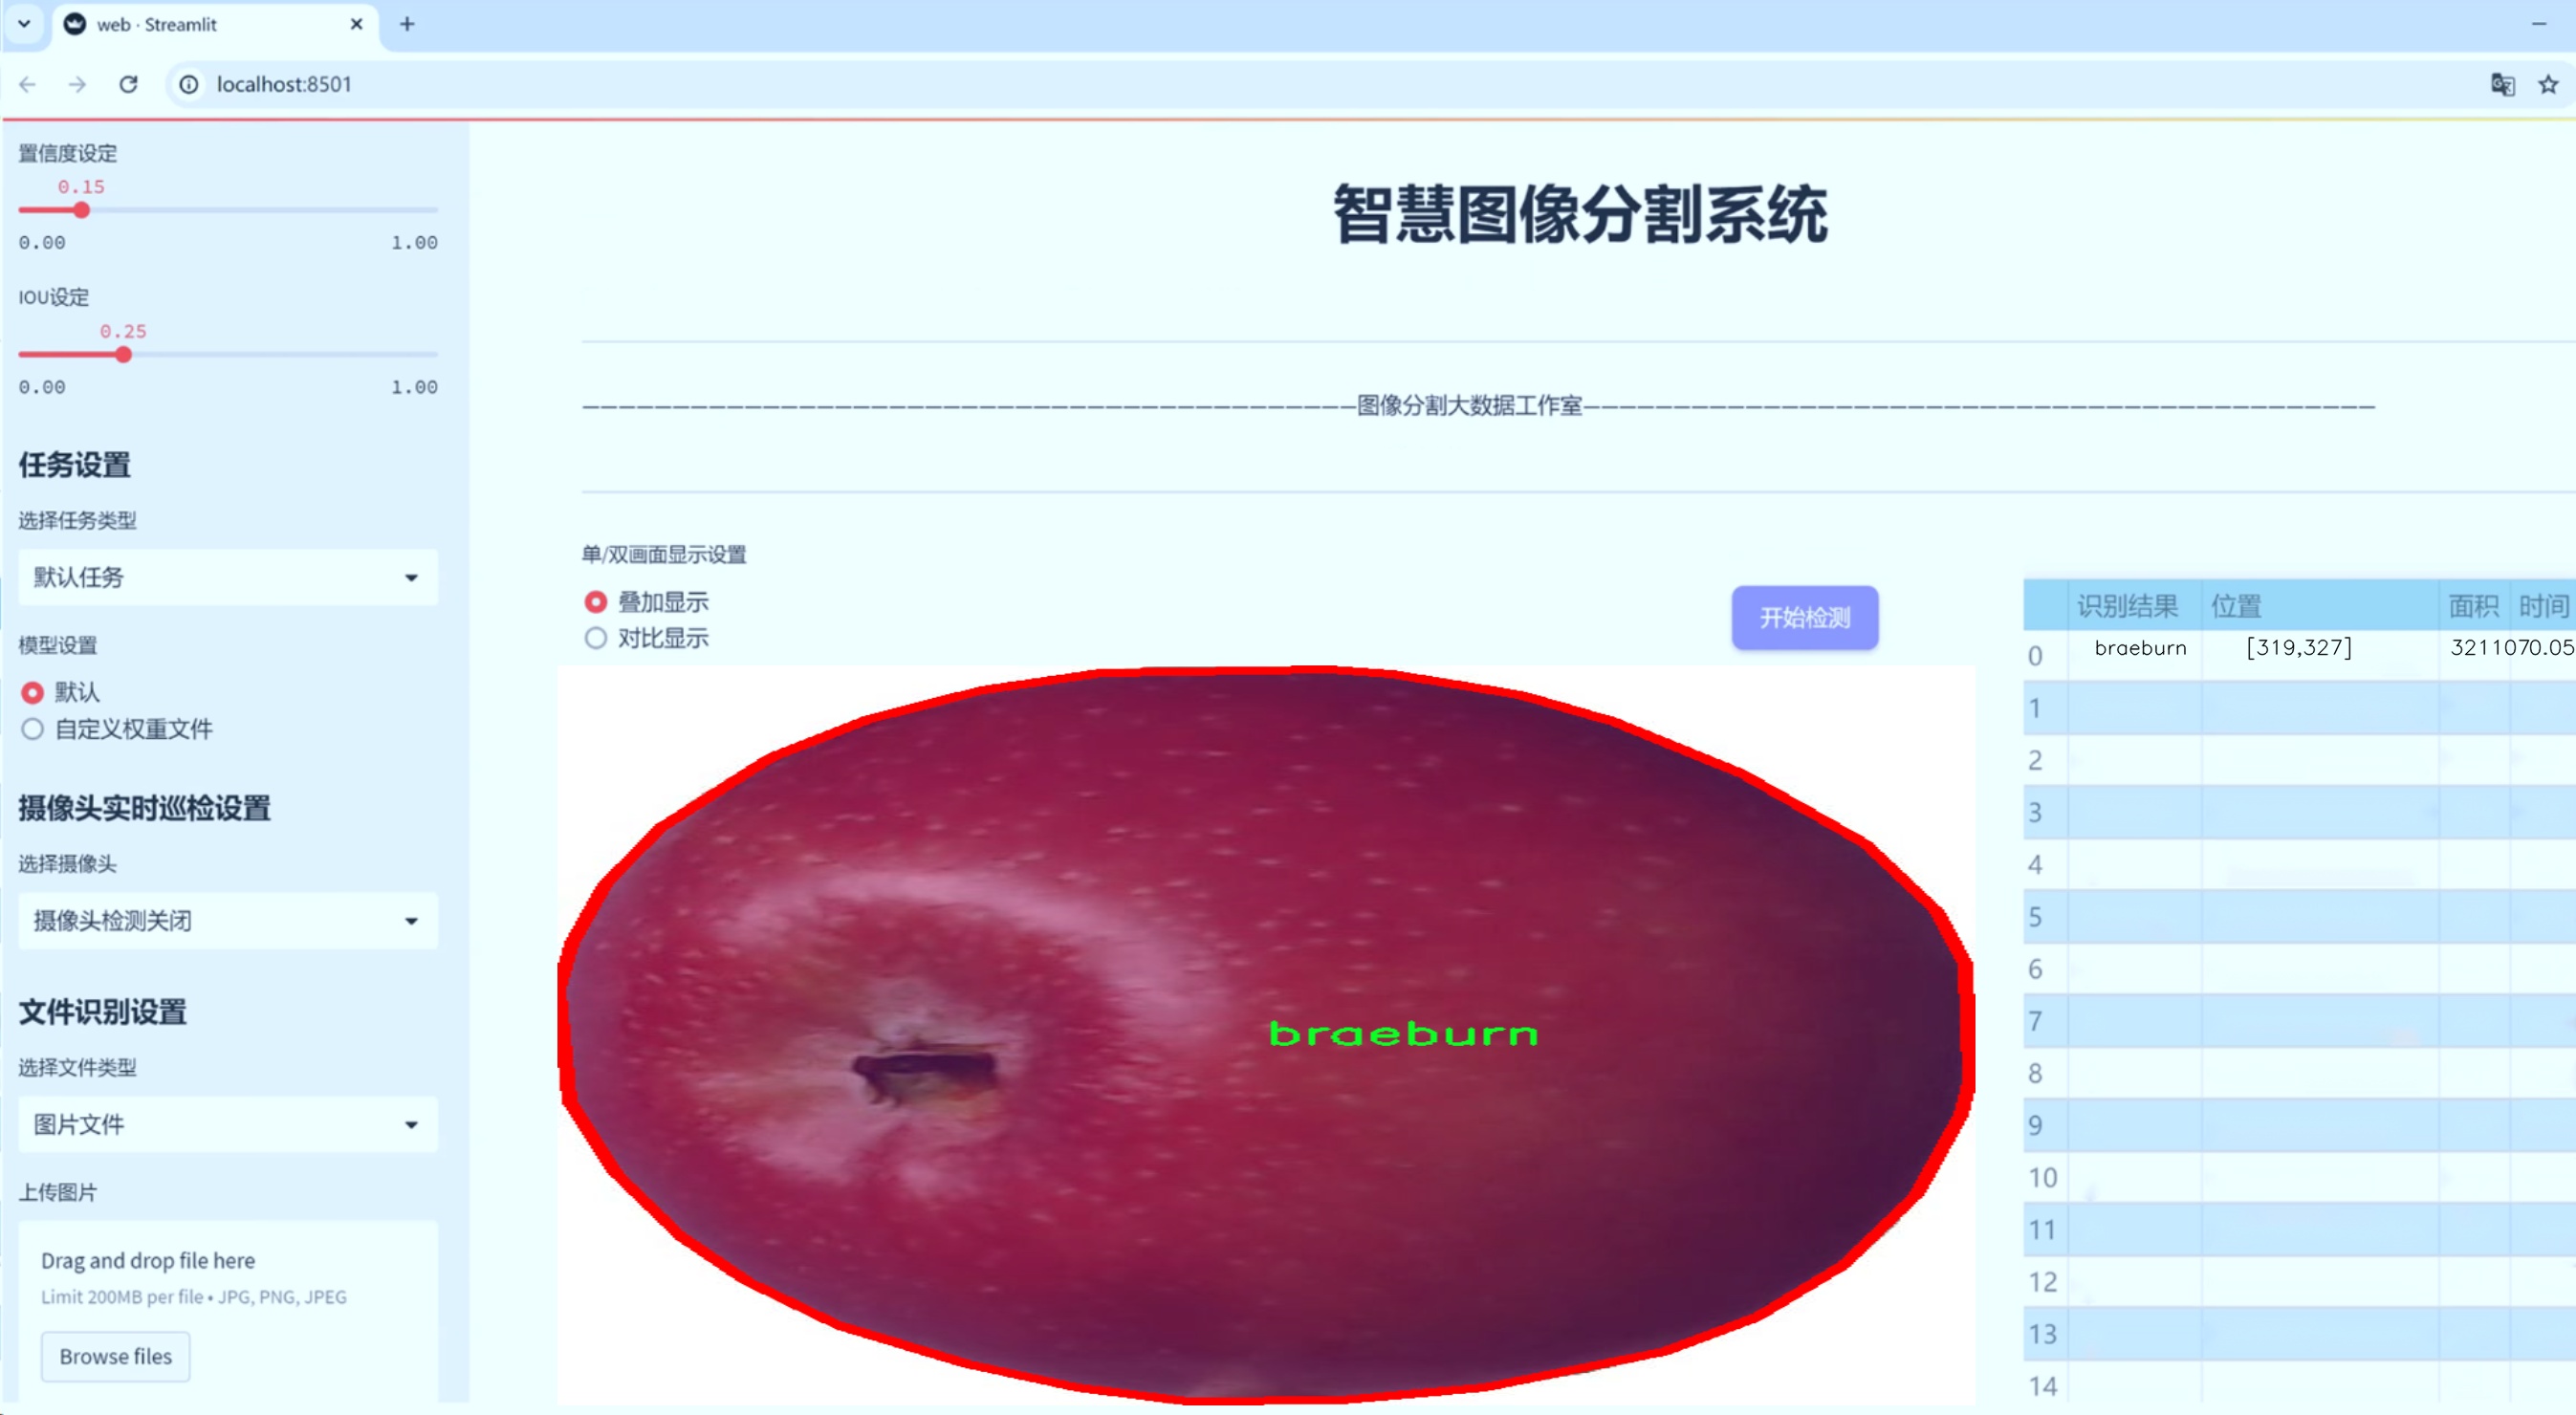 web · Streamlit
localhost:8501
置信度设定
0.15
0.00 1.00
IOU设定
0.25
0.00 1.00
任务设置
选择任务类型
默认任务
模型设置
默认
自定义权重文件
摄像头实时巡检设置
选择摄像头
摄像头检测关闭
文件识别设置
选择文件类型
图片文件
上传图片
Drag and drop file here
Limit 200MB per file • JPG, PNG, JPEG
Browse files
智慧图像分割系统
———————————————————————————————————————————图像分割大数据工作室————————————————————————————————————————————
单/双画面显示设置
叠加显示
对比显示
开始检测
braeburn
识别结果 位置 面积 时间
0 braeburn [319,327] 3211070.05
1
2
3
4
5
6
7
8
9
10
11
12
13
14